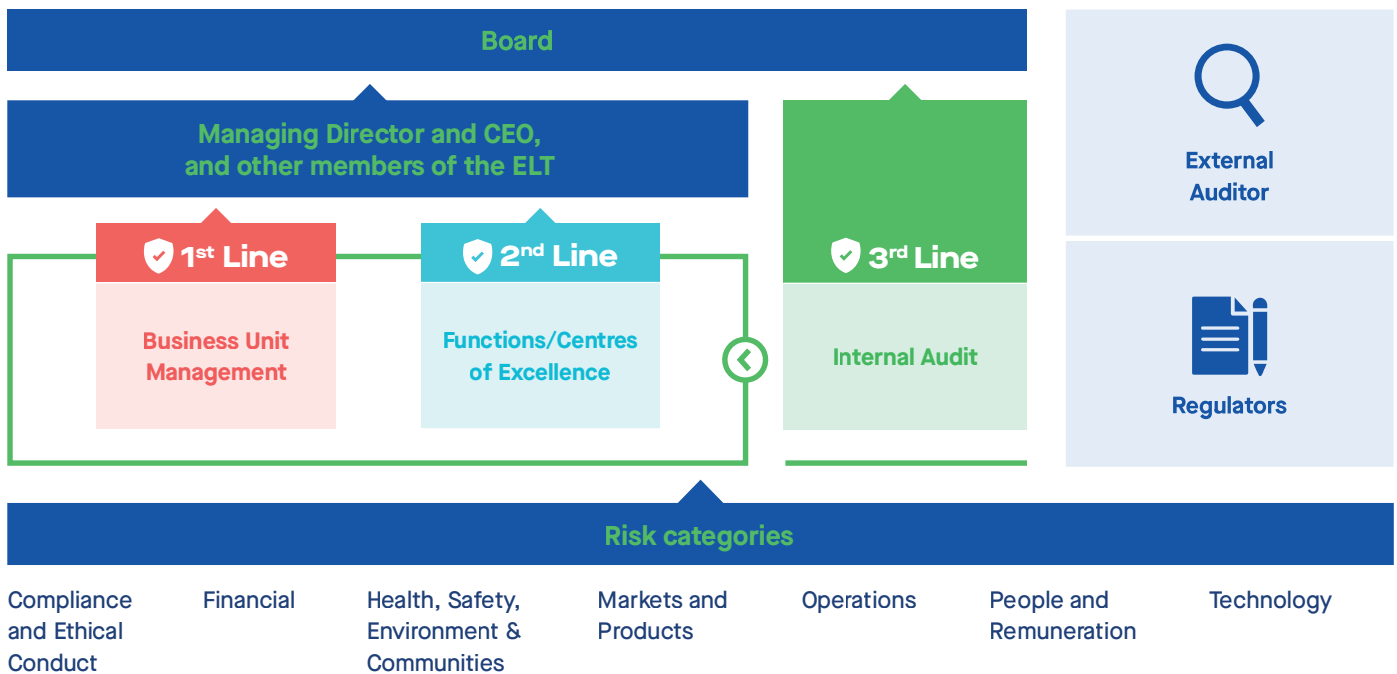 Board
Managing Director and CEO,
and other members of the ELT
1st Line
Business Unit
Management
2nd Line
Functions/Centres
of Excellence
3rd Line
Internal Audit
External
Auditor
Regulators
Risk categories
Compliance
and Ethical
Conduct
Financial
Health, Safety,
Environment &
Communities
Markets and
Products
Operations
People and
Remuneration
Technology